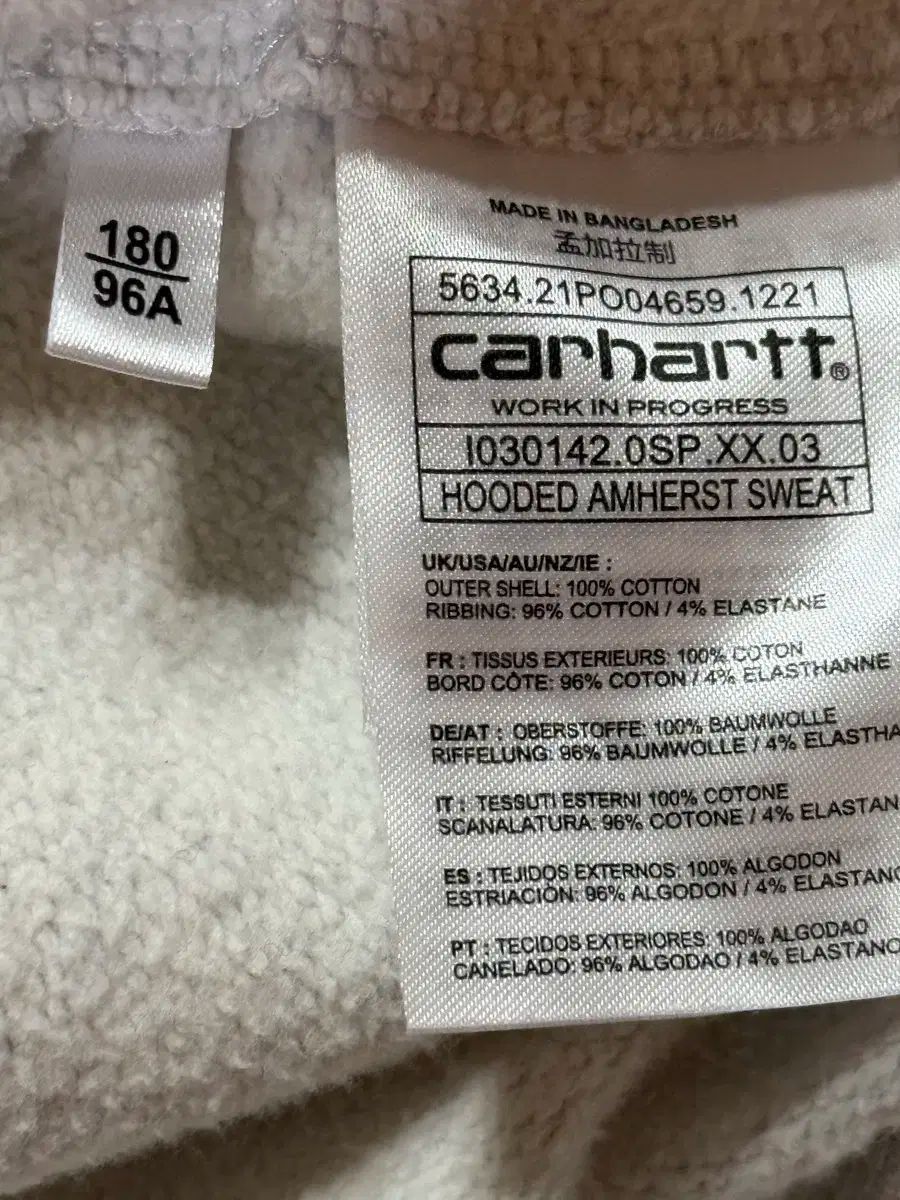 180
96A
MADE IN BANGLADESH
孟加拉制
5634.21PO04659.1221
carhartt®
WORK IN PROGRESS
I030142.0SP.XX.03
HOODED AMHERST SWEAT
UK/USA/AU/NZ/IE :
OUTER SHELL: 100% COTTON
RIBBING: 96% COTTON / 4% ELASTANE
FR : TISSUS EXTERIEURS: 100% COTON
BORD CÔTE: 96% COTON / 4% ELASTHANNE
DE/AT : OBERSTOFFE: 100% BAUMWOLLE
RIFFELUNG: 96% BAUMWOLLE / 4% ELASTHA
IT : TESSUTI ESTERNI 100% COTONE
SCANALATURA: 96% COTONE / 4% ELASTAN
ES : TEJIDOS EXTERNOS: 100% ALGODON
ESTRIACIÓN: 96% ALGODON / 4% ELASTANO
PT : TECIDOS EXTERIORES: 100% ALGODAO
CANELADO: 96% ALGODAO / 4% ELASTANO